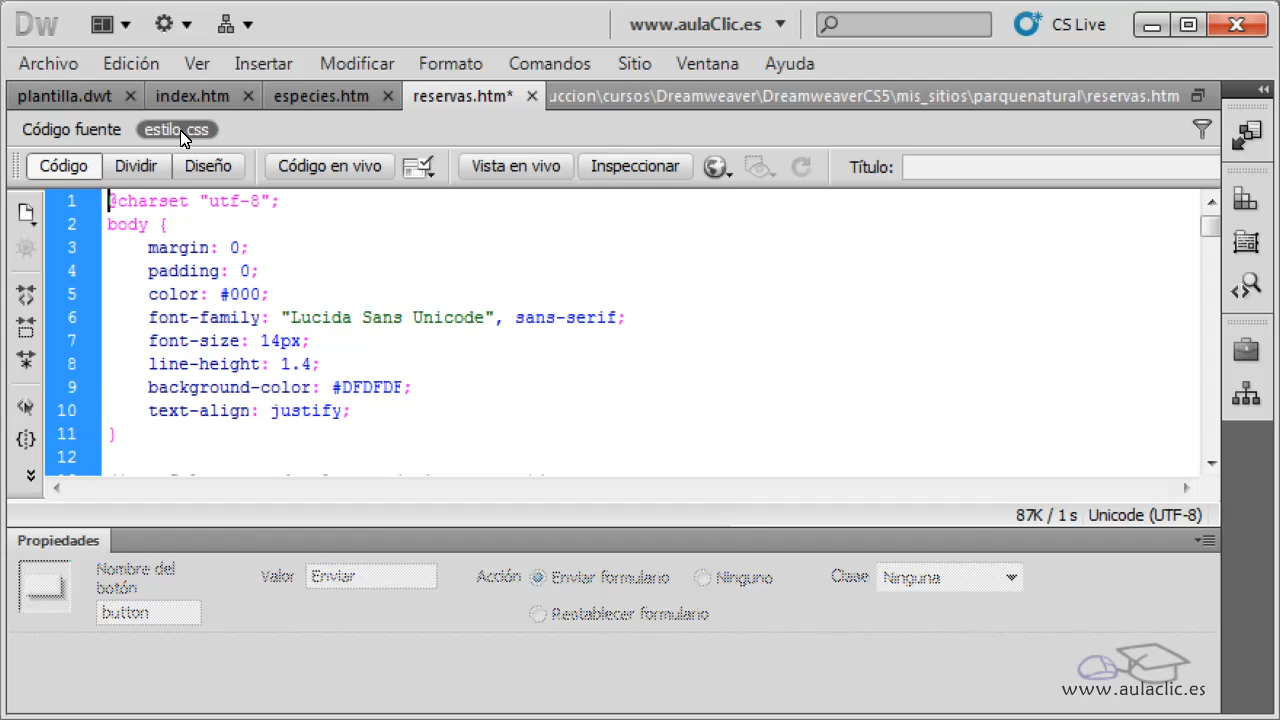 Dw www.aulaClic.es CS Live
Archivo Edición Ver Insertar Modificar Formato Comandos Sitio Ventana Ayuda
plantilla.dwt index.htm especies.htm reservas.htm* uccion\cursos\Dreamweaver\DreamweaverCS5\mis_sitios\parquenatural\reservas.htm
Código fuente estilo.css
Código Dividir Diseño Código en vivo Vista en vivo Inspeccionar Título:
1 @charset "utf-8";
2 body {
3 margin: 0;
4 padding: 0;
5 color: #000;
6 font-family: "Lucida Sans Unicode", sans-serif;
7 font-size: 14px;
8 line-height: 1.4;
9 background-color: #DFDFDF;
10 text-align: justify;
11 }
12
87K / 1 s Unicode (UTF-8)
Propiedades
Nombre del botón Valor Enviar Acción Enviar formulario Ninguno Clase Ninguna
button Restablecer formulario
www.aulaclic.es